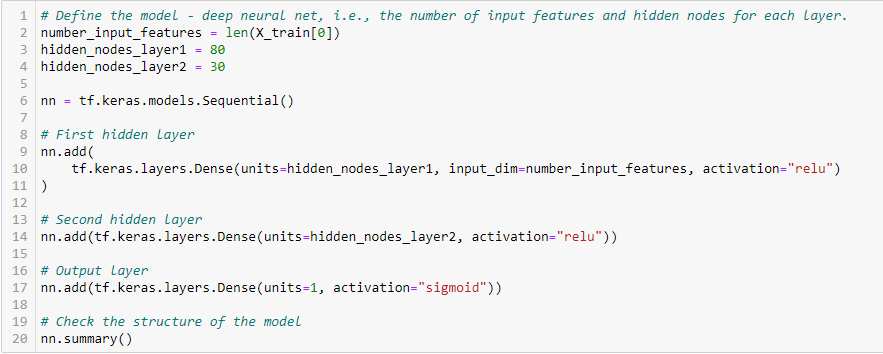 1 # Define the model - deep neural net, i.e., the number of input features and hidden nodes for each layer.
2 number_input_features = len(X_train[0])
3 hidden_nodes_layer1 = 80
4 hidden_nodes_layer2 = 30
5
6 nn = tf.keras.models.Sequential()
7
8 # First hidden layer
9 nn.add(
10     tf.keras.layers.Dense(units=hidden_nodes_layer1, input_dim=number_input_features, activation="relu")
11 )
12
13 # Second hidden layer
14 nn.add(tf.keras.layers.Dense(units=hidden_nodes_layer2, activation="relu"))
15
16 # Output layer
17 nn.add(tf.keras.layers.Dense(units=1, activation="sigmoid"))
18
19 # Check the structure of the model
20 nn.summary()